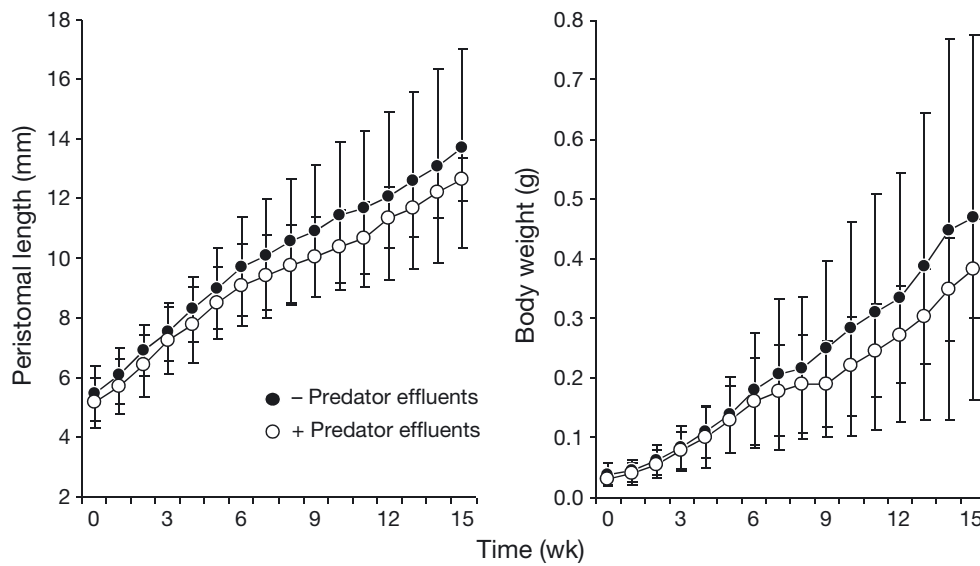 18
16
14
12
10
8
6
4
2
Peristomal length (mm)
– Predator effluents
+ Predator effluents
0 3 6 9 12 15
0.8
0.7
0.6
0.5
0.4
0.3
0.2
0.1
0.0
Body weight (g)
0 3 6 9 12 15
Time (wk)